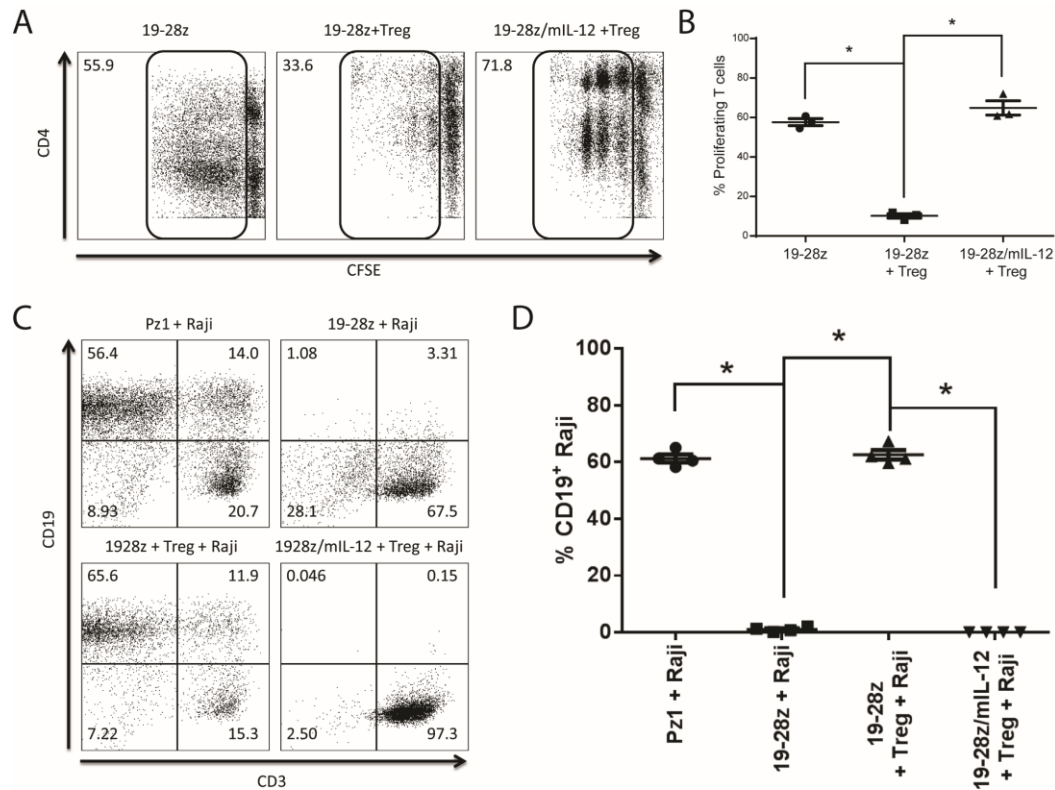 A
19-28z
19-28z+Treg
19-28z/mIL-12 +Treg
55.9
33.6
71.8
CD4
CFSE
B
% Proliferating T cells
100
80
60
40
20
0
*
*
19-28z
19-28z
+ Treg
19-28z/mIL-12
+ Treg
C
Pz1 + Raji
19-28z + Raji
56.4
14.0
8.93
20.7
1.08
3.31
28.1
67.5
1928z + Treg + Raji
1928z/mIL-12 + Treg + Raji
65.6
11.9
7.22
15.3
0.046
0.15
2.50
97.3
CD19
CD3
D
% CD19+ Raji
100
80
60
40
20
0
*
*
*
Pz1 + Raji
19-28z + Raji
19-28z
+ Treg + Raji
19-28z/mIL-12
+ Treg + Raji